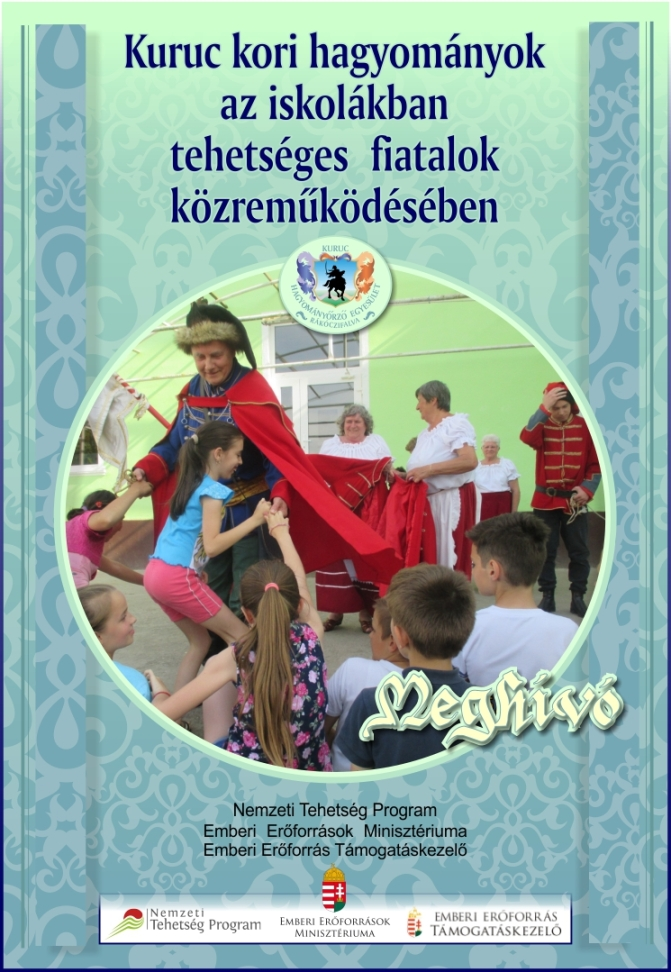 Kuruc kori hagyományok
az iskolákban
tehetséges fiatalok
közreműködésében
KURUC
HAGYOMÁNYŐRZŐ EGYESÜLET
RÁKÓCZIFALVA
Meghívó
Nemzeti Tehetség Program
Emberi Erőforrások Minisztériuma
Emberi Erőforrás Támogatáskezelő
Nemzeti
Tehetség Program
EMBERI ERŐFORRÁSOK
MINISZTÉRIUMA
EMBERI ERŐFORRÁS
TÁMOGATÁSKEZELŐ